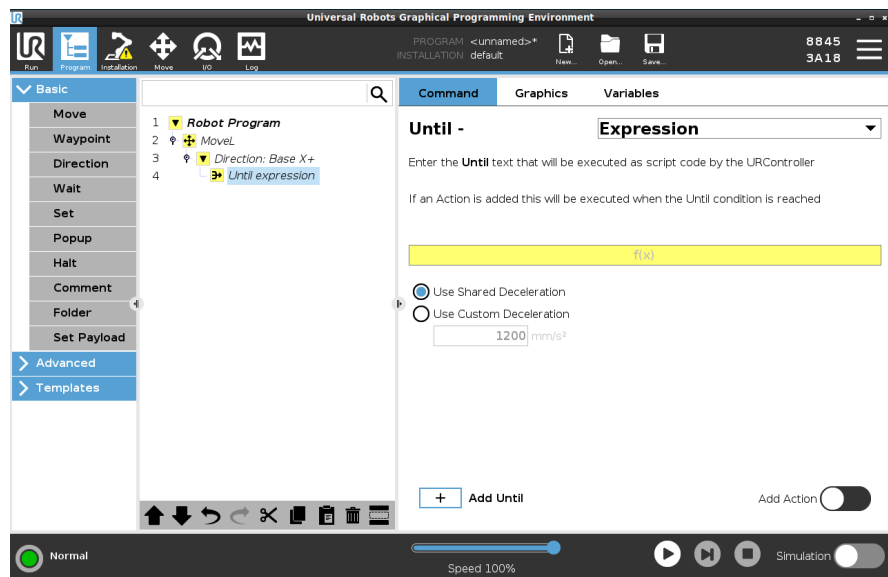 UR
Universal Robots Graphical Programming Environment
UR
Run
Program
Installation
Move
I/O
Log
PROGRAM <unnamed>*
INSTALLATION default
New...
Open...
Save...
8845
3A18
Basic
Move
Waypoint
Direction
Wait
Set
Popup
Halt
Comment
Folder
Set Payload
Advanced
Templates
1 Robot Program
2 MoveL
3 Direction: Base X+
4 Until expression
Command Graphics Variables
Until - Expression
Enter the Until text that will be executed as script code by the URController
If an Action is added this will be executed when the Until condition is reached
f(x)
Use Shared Deceleration
Use Custom Deceleration
1200 mm/s²
+ Add Until
Add Action
Normal
Speed 100%
Simulation